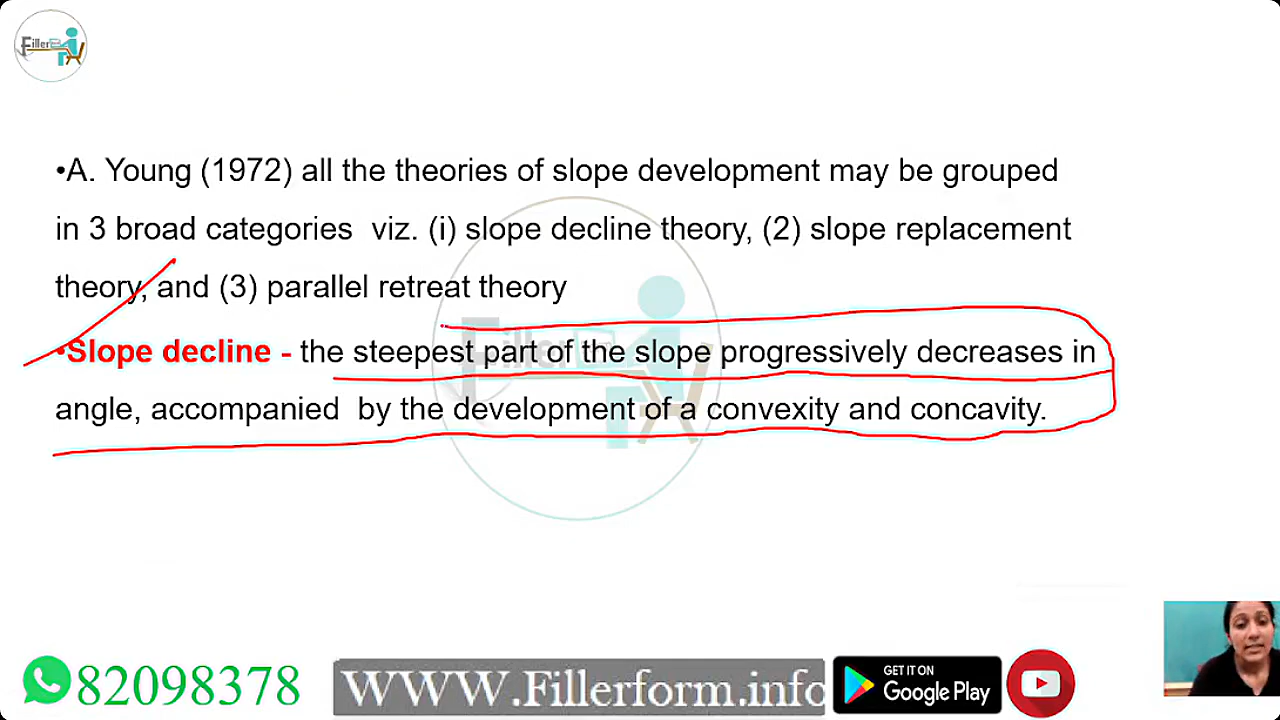 Filler
•A. Young (1972) all the theories of slope development may be grouped
in 3 broad categories viz. (i) slope decline theory, (2) slope replacement
theory, and (3) parallel retreat theory
•Slope decline - the steepest part of the slope progressively decreases in
angle, accompanied by the development of a convexity and concavity.
82098378
WWW.Fillerform.info
GET IT ON
Google Play